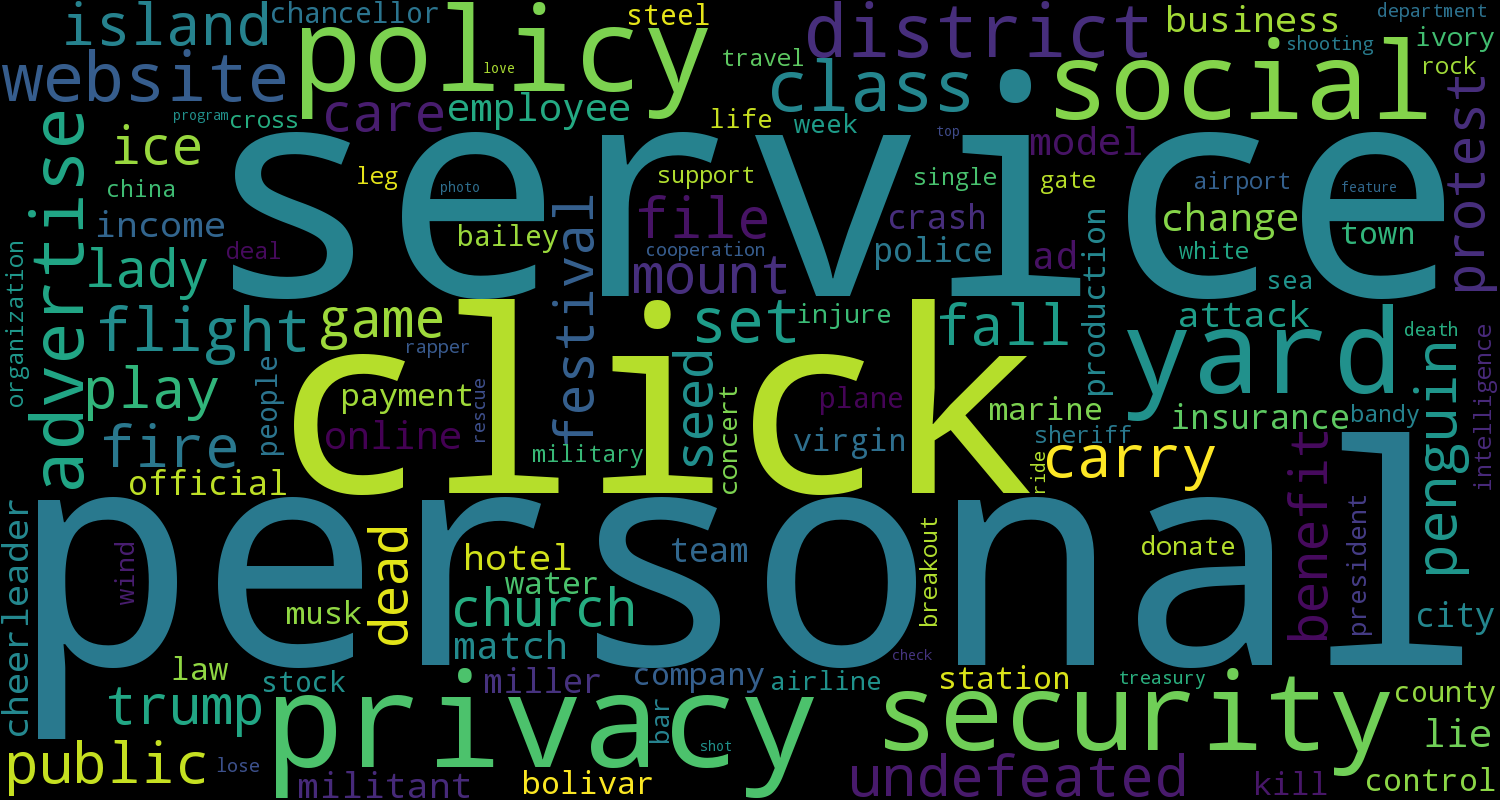 island
chancellor
policy
steel
district
business
department
website
love
travel
class
social
shooting
ivory
rock
program
cross
care
employee
life
week
top
model
protest
advertise
ice
service
china
leg
photo
support
single
gate
airport
feature
income
deal
bailey
festival
file
cooperation
crash
police
ad
change
white
town
lady
mount
production
sea
organization
flight
game
rapper
set
injure
fall
attack
death
yard
play
people
payment
rescue
click
seed
concert
plane
marine
insurance
bandy
penguin
intelligence
fire
online
military
virgin
sheriff
ride
carry
official
personal
benefit
cheerleader
wind
dead
hotel
water
team
breakout
donate
president
musk
church
match
city
law
stock
miller
company
airline
check
station
treasury
county
trump
privacy
bar
security
lie
public
lose
militant
bolivar
shot
undefeated
kill
control